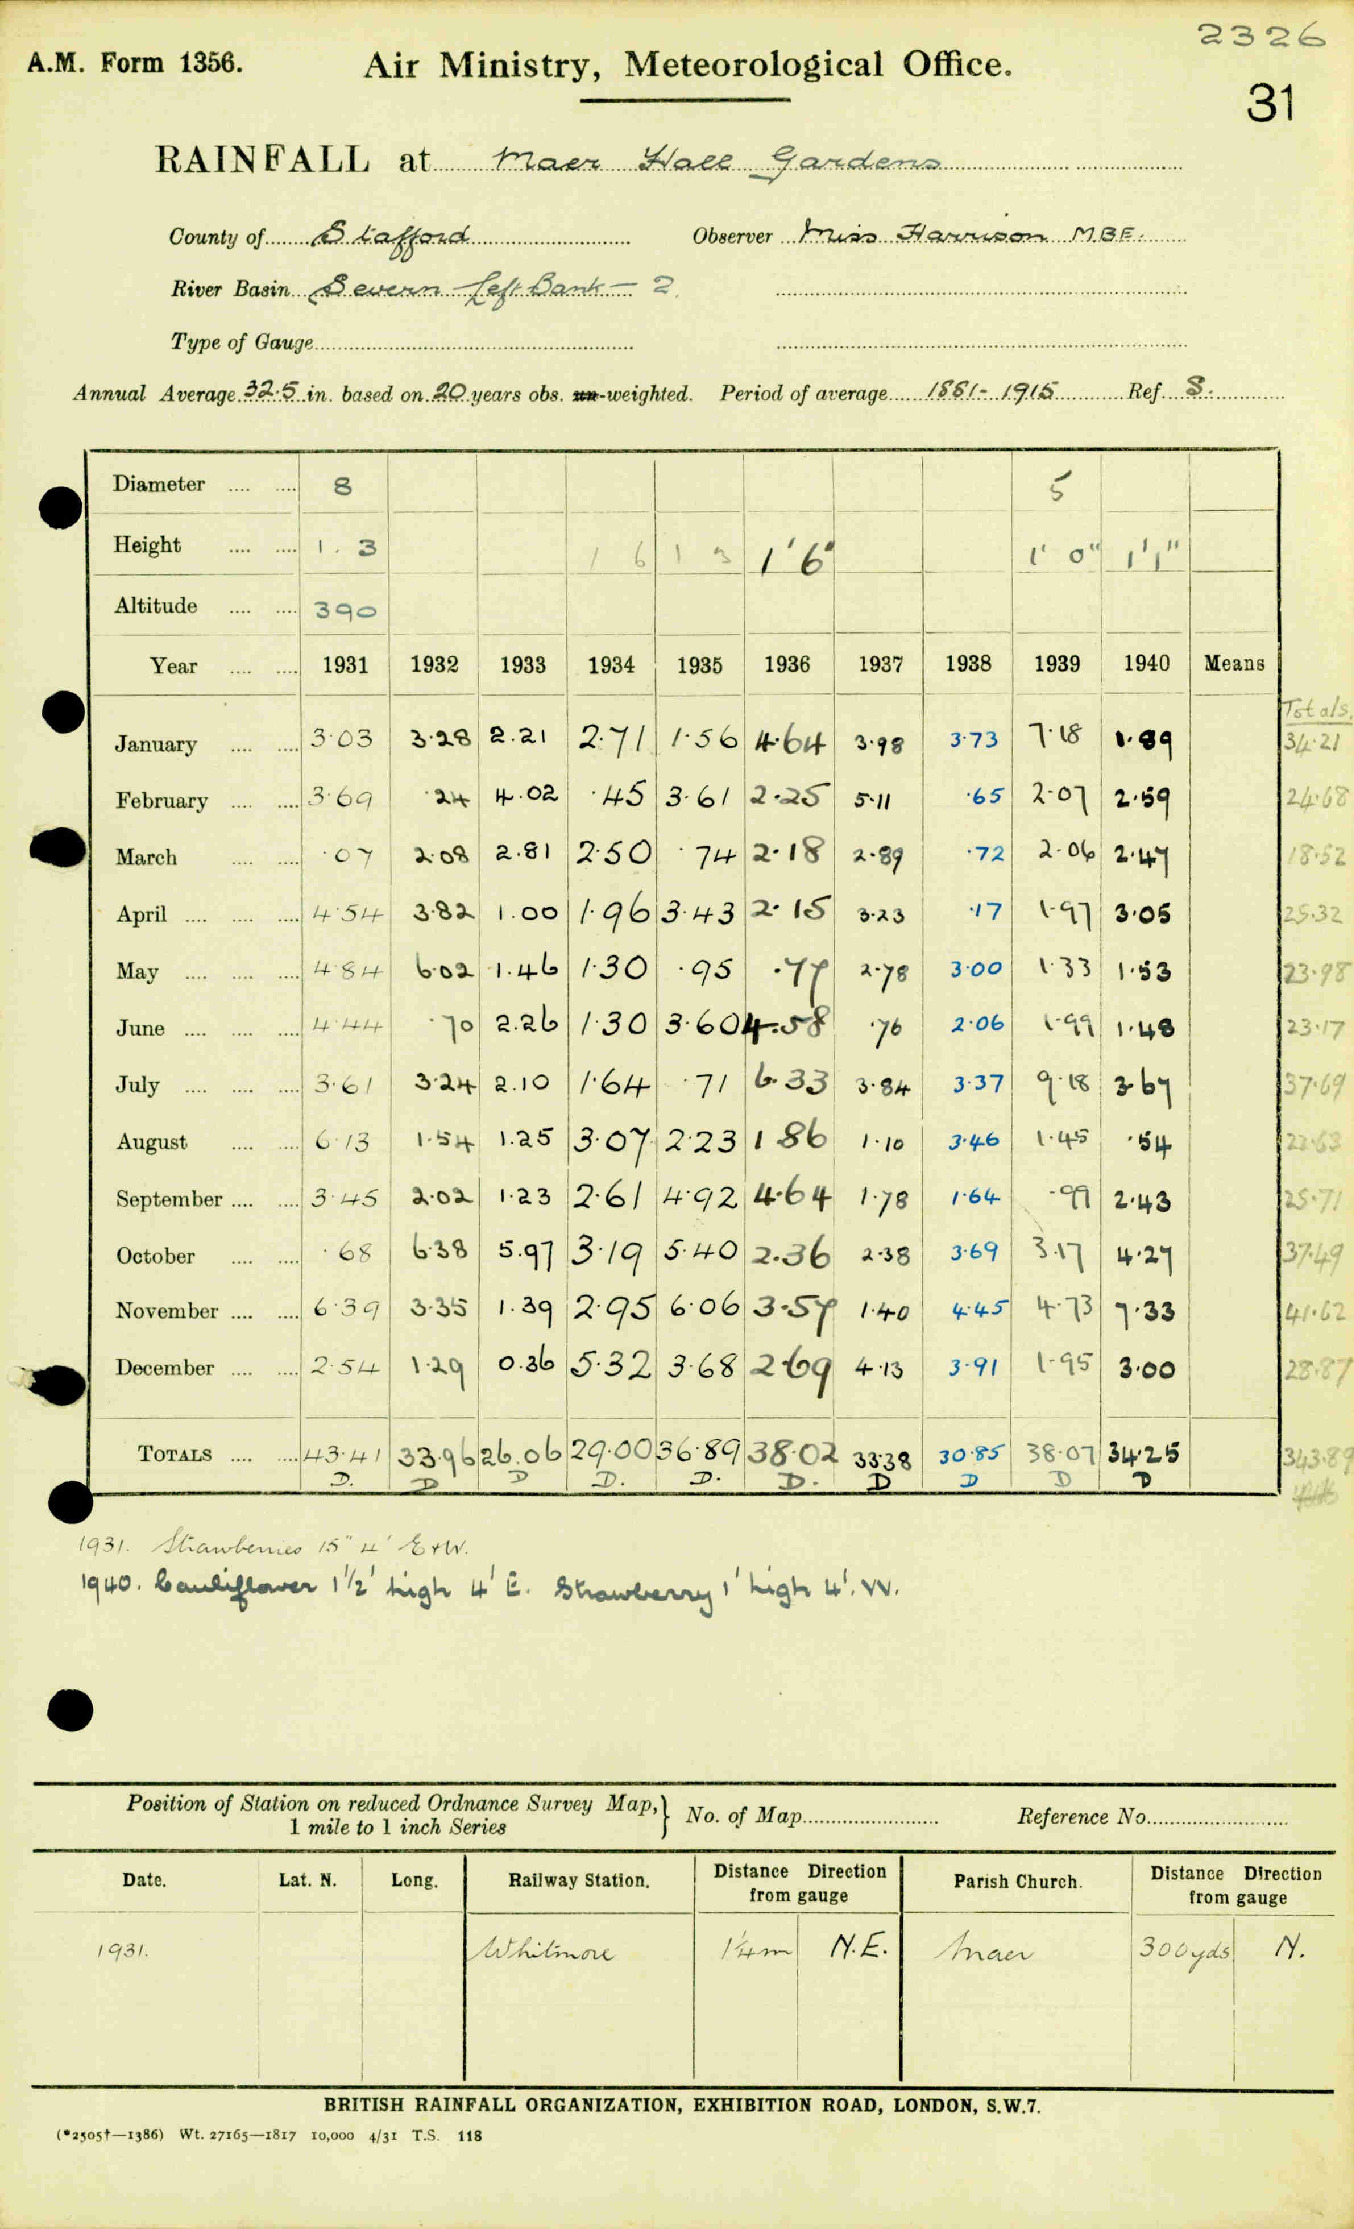 2326
A.M. Form 1356. Air Ministry, Meteorological Office.
31
RAINFALL at Maer Hall Gardens
County of Stafford Observer Miss Harrison MBE.
River Basin Severn Left Bank — 2.
Type of Gauge
Annual Average 32.5 in. based on 20 years obs. un-weighted. Period of average 1881-1915 Ref. S.
Diameter 8 5
Height 1 . 3 1 6 1 3 1'6" 1' 0" 1'1"
Altitude 390
Year 1931 1932 1933 1934 1935 1936 1937 1938 1939 1940 Means
Totals.
January 3.03 3.28 2.21 2.71 1.56 4.64 3.98 3.73 7.18 1.89 34.21
February 3.69 .24 4.02 .45 3.61 2.25 5.11 .65 2.07 2.59 24.68
March .07 2.08 2.81 2.50 .74 2.18 2.89 .72 2.06 2.47 18.52
April 4.54 3.82 1.00 1.96 3.43 2.15 3.23 .17 1.97 3.05 25.32
May 4.84 6.02 1.46 1.30 .95 .77 2.78 3.00 1.33 1.53 23.98
June 4.44 .70 2.26 1.30 3.60 4.58 .76 2.06 1.99 1.48 23.17
July 3.61 3.24 2.10 1.64 .71 6.33 3.84 3.37 9.18 3.67 37.69
August 6.13 1.54 1.25 3.07 2.23 1.86 1.10 3.46 1.45 .54 22.63
September 3.45 2.02 1.23 2.61 4.92 4.64 1.78 1.64 .99 2.43 25.71
October .68 6.38 5.97 3.19 5.40 2.36 2.38 3.69 3.17 4.27 37.49
November 6.39 3.35 1.39 2.95 6.06 3.57 1.40 4.45 4.73 7.33 41.62
December 2.54 1.29 0.36 5.32 3.68 2.69 4.13 3.91 1.95 3.00 28.87
TOTALS 43.41 33.96 26.06 29.00 36.89 38.02 33.38 30.85 38.07 34.25 343.89
D. D D D. D. D. D D D D
1931. Strawberries 15" 4' E+W.
1940. Cauliflower 1 1/2' high 4' E. Strawberry 1' high 4'. W.
Position of Station on reduced Ordnance Survey Map, } No. of Map Reference No.
1 mile to 1 inch Series
Date. Lat. N. Long. Railway Station. Distance Direction from gauge Parish Church. Distance Direction from gauge
1931. Whitmore 1¼m N.E. Maer 300yds N.
BRITISH RAINFALL ORGANIZATION, EXHIBITION ROAD, LONDON, S.W.7.
(*2505†—1386) Wt. 27165—1817 10,000 4/31 T.S. 118